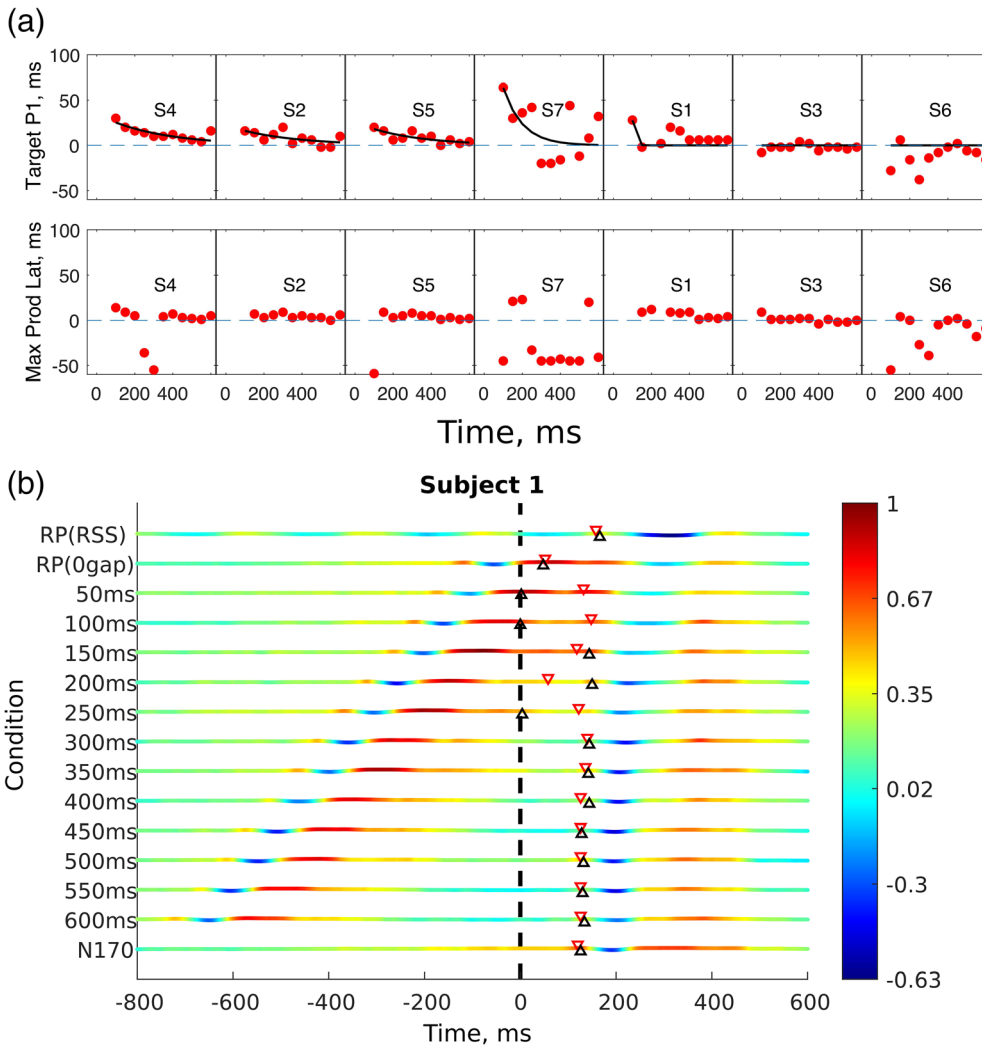 (a)
Target P1, ms
100
50
0
-50
S4 S2 S5 S7 S1 S3 S6
Max Prod Lat, ms
100
50
0
-50
S4 S2 S5 S7 S1 S3 S6
0 200 400 0 200 400 0 200 400 0 200 400 0 200 400 0 200 400 0 200 400
Time, ms
(b)
Subject 1
Condition
RP(RSS)
RP(0gap)
50ms
100ms
150ms
200ms
250ms
300ms
350ms
400ms
450ms
500ms
550ms
600ms
N170
-800 -600 -400 -200 0 200 400 600
Time, ms
1
0.67
0.35
0.02
-0.3
-0.63